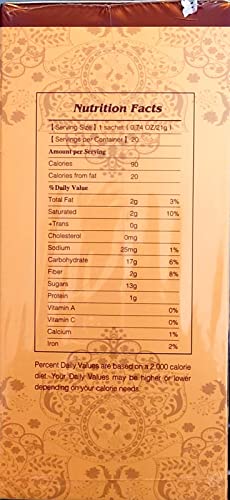 Nutrition Facts
【Serving Size】1 sachet (0.74 OZ/21g)
【Servings per Container】20
Amount per Serving
Calories 90
Calories from fat 20
%Daily Value
Total Fat 2g 3%
Saturated 2g 10%
+Trans 0g
Cholesterol 0mg
Sodium 25mg 1%
Carbohydrate 17g 6%
Fiber 2g 8%
Sugars 13g
Protein 1g
Vitamin A 0%
Vitamin C 0%
Calcium 1%
Iron 2%
Percent Daily Values are based on a 2,000 calorie
diet. Your Daily Values may be higher or lower
depending on your calorie needs.